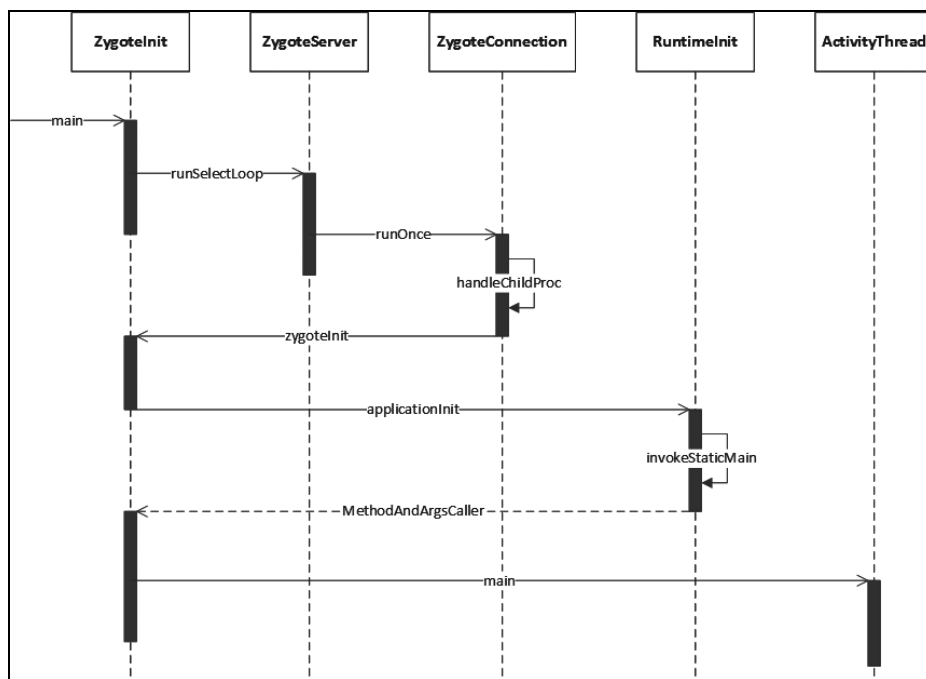 ZygoteInit
ZygoteServer
ZygoteConnection
RuntimeInit
ActivityThread
main
runSelectLoop
runOnce
handleChildProc
zygoteInit
applicationInit
invokeStaticMain
MethodAndArgsCaller
main